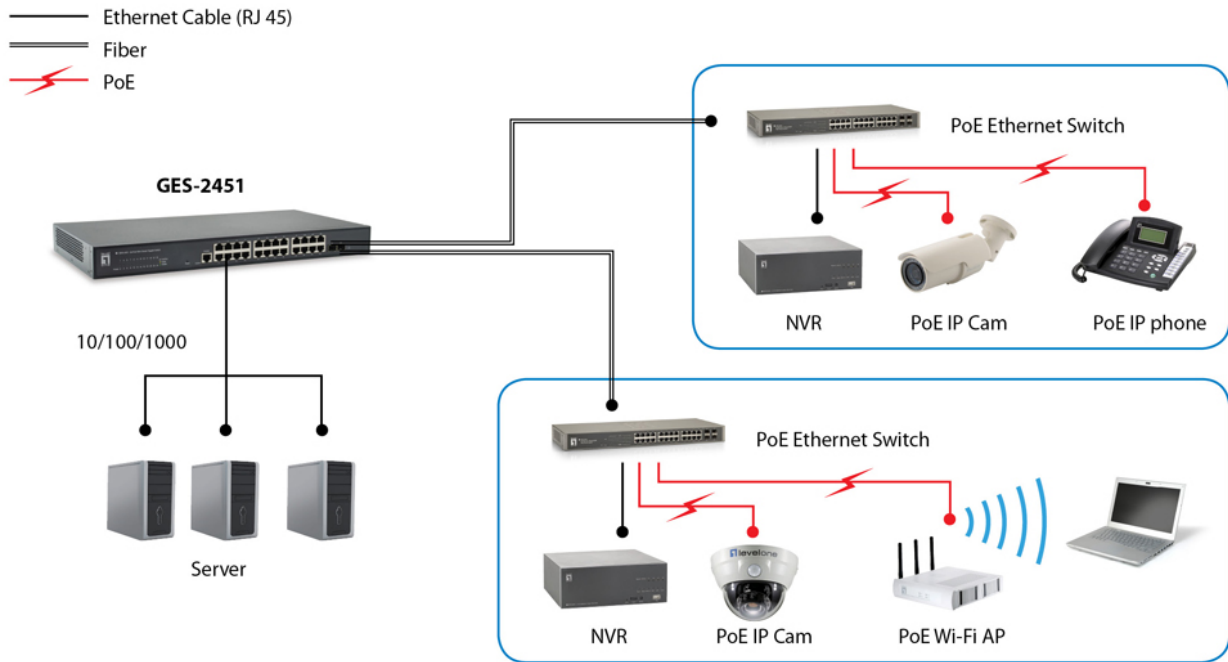 Ethernet Cable (RJ 45)
Fiber
PoE
GES-2451
10/100/1000
Server
PoE Ethernet Switch
NVR
PoE IP Cam
PoE IP phone
PoE Ethernet Switch
levelone
NVR
PoE IP Cam
PoE Wi-Fi AP